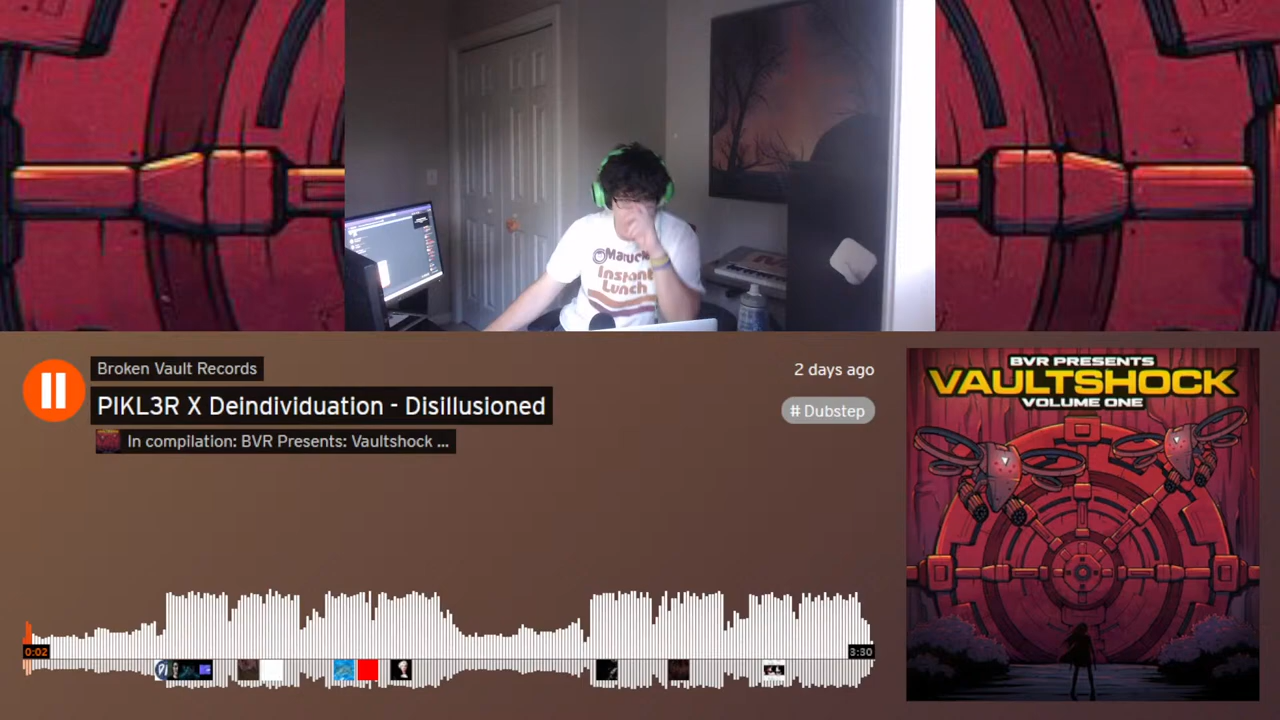 Maruchan
Instant
Lunch
Broken Vault Records
PIKL3R X Deindividuation - Disillusioned
In compilation: BVR Presents: Vaultshock ...
2 days ago
# Dubstep
0:02
3:30
BVR PRESENTS
VAULTSHOCK
VOLUME ONE